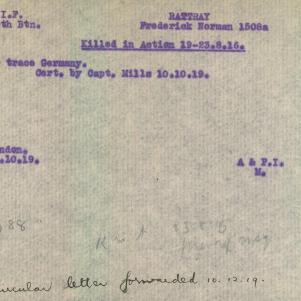 I.F. RATTRAY
th Btn. Frederick Norman 1508a
Killed in Action 19-23.8.16.
trace Germany.
Cert. by Capt. Mills 10.10.19.
ndon.
.10.19. A & F.I.
M.
88
K in A
letter forwarded 10.12.19.